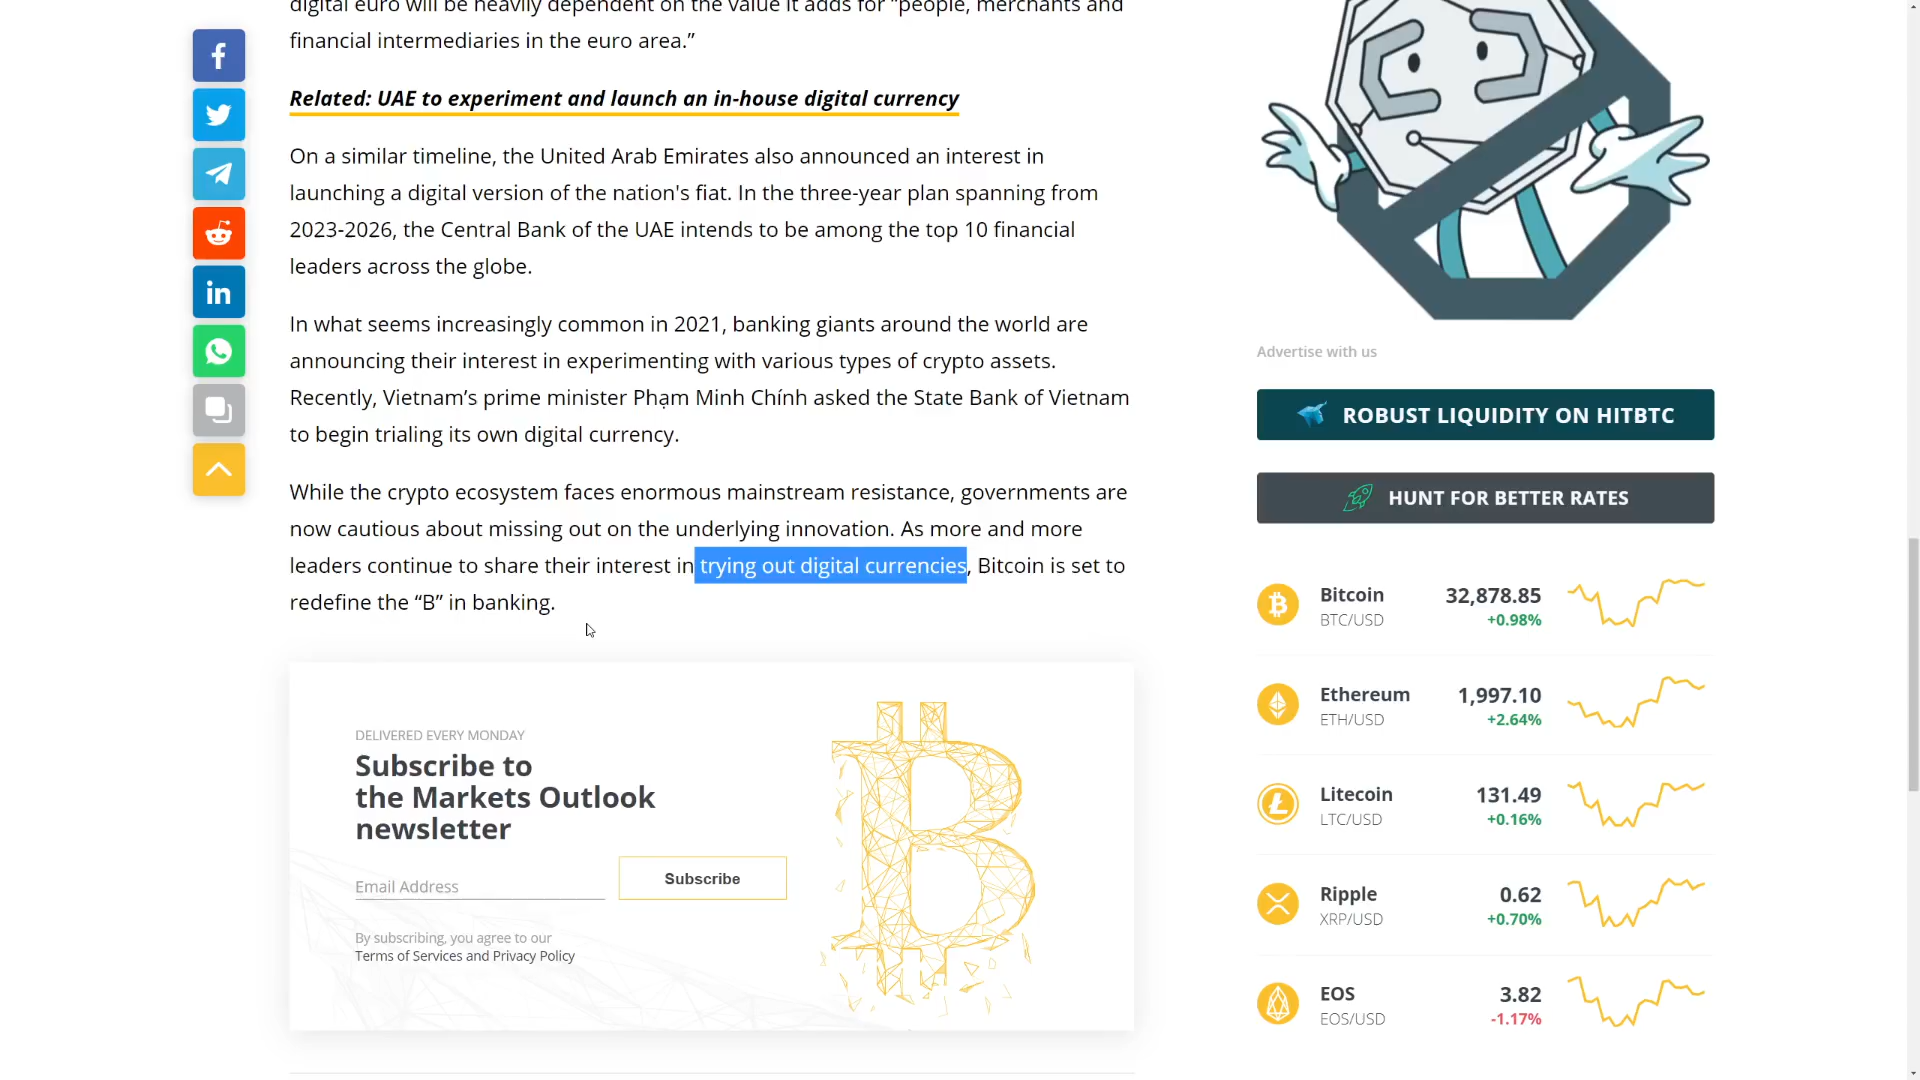 digital euro will be heavily dependent on the value it adds for “people, merchants and
financial intermediaries in the euro area.”
Related: UAE to experiment and launch an in-house digital currency
On a similar timeline, the United Arab Emirates also announced an interest in
launching a digital version of the nation's fiat. In the three-year plan spanning from
2023-2026, the Central Bank of the UAE intends to be among the top 10 financial
leaders across the globe.
In what seems increasingly common in 2021, banking giants around the world are
announcing their interest in experimenting with various types of crypto assets.
Recently, Vietnam’s prime minister Phạm Minh Chính asked the State Bank of Vietnam
to begin trialing its own digital currency.
While the crypto ecosystem faces enormous mainstream resistance, governments are
now cautious about missing out on the underlying innovation. As more and more
leaders continue to share their interest in trying out digital currencies, Bitcoin is set to
redefine the “B” in banking.
DELIVERED EVERY MONDAY
Subscribe to
the Markets Outlook
newsletter
Email Address
Subscribe
By subscribing, you agree to our
Terms of Services and Privacy Policy
Advertise with us
ROBUST LIQUIDITY ON HITBTC
HUNT FOR BETTER RATES
Bitcoin 32,878.85
BTC/USD +0.98%
Ethereum 1,997.10
ETH/USD +2.64%
Litecoin 131.49
LTC/USD +0.16%
Ripple 0.62
XRP/USD +0.70%
EOS 3.82
EOS/USD -1.17%